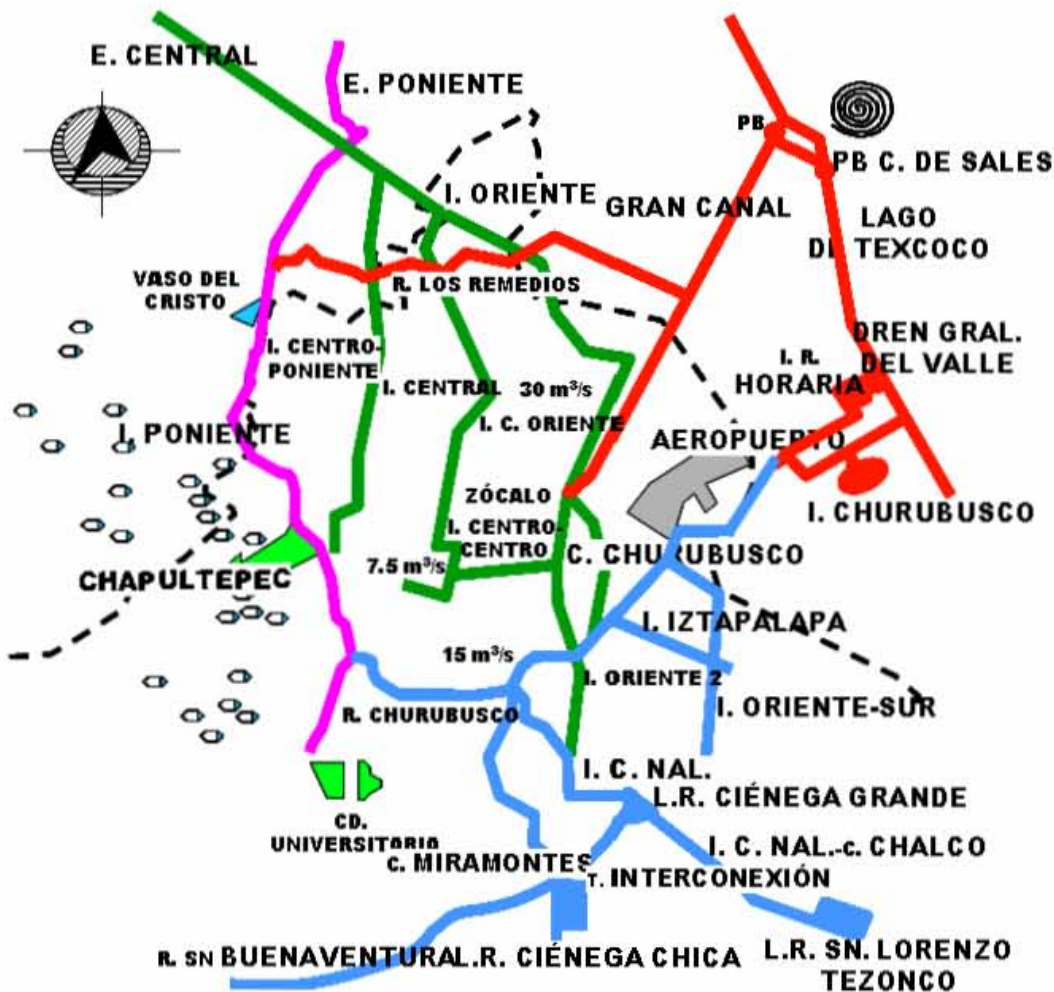 E. CENTRAL
E. PONIENTE
PB
PB C. DE SALES
I. ORIENTE
GRAN CANAL
LAGO
DE TEXCOCO
VASO DEL
CRISTO
R. LOS REMEDIOS
I. CENTRO-
PONIENTE
I. CENTRAL
30 m³/s
I. R.
HORARIA
DREN GRAL.
DEL VALLE
I. C. ORIENTE
I. PONIENTE
AEROPUERTO
ZÓCALO
I. CHURUBUSCO
I. CENTRO-
CENTRO
C. CHURUBUSCO
7.5 m³/s
CHAPULTEPEC
I. IZTAPALAPA
15 m³/s
I. ORIENTE 2
R. CHURUBUSCO
I. ORIENTE-SUR
I. C. NAL.
L.R. CIÉNEGA GRANDE
CD.
UNIVERSITARIO
I. C. NAL.-C. CHALCO
C. MIRAMONTES
T. INTERCONEXIÓN
R. SN BUENAVENTURA
L.R. CIÉNEGA CHICA
L.R. SN. LORENZO
TEZONCO